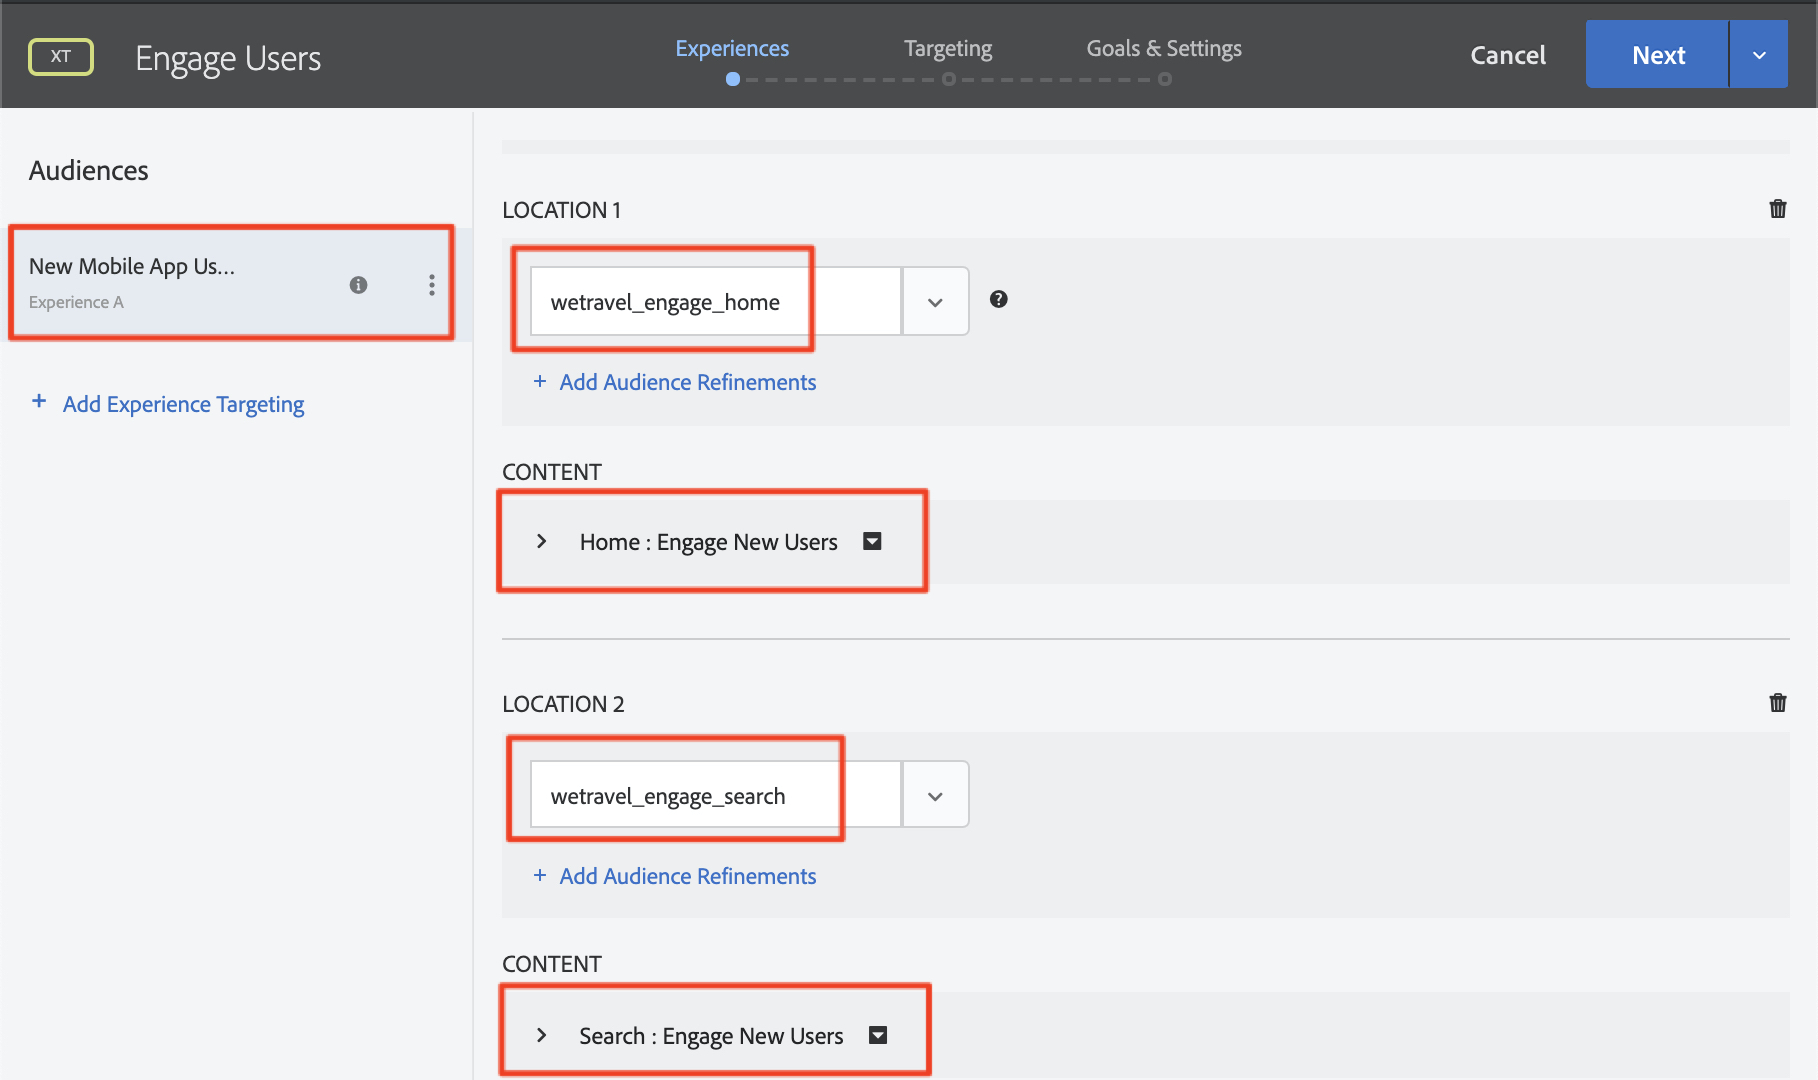 XT
Engage Users
Experiences
Targeting
Goals & Settings
Cancel
Next
Audiences
New Mobile App Us...
Experience A
+ Add Experience Targeting
LOCATION 1
wetravel_engage_home
+ Add Audience Refinements
CONTENT
Home : Engage New Users
LOCATION 2
wetravel_engage_search
+ Add Audience Refinements
CONTENT
Search : Engage New Users